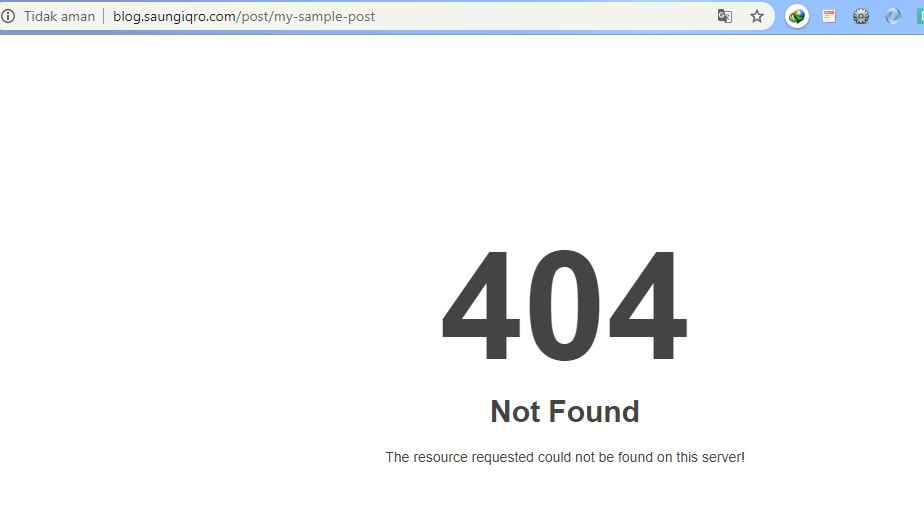 Tidak aman blog.saungiqro.com/post/my-sample-post
404
Not Found
The resource requested could not be found on this server!